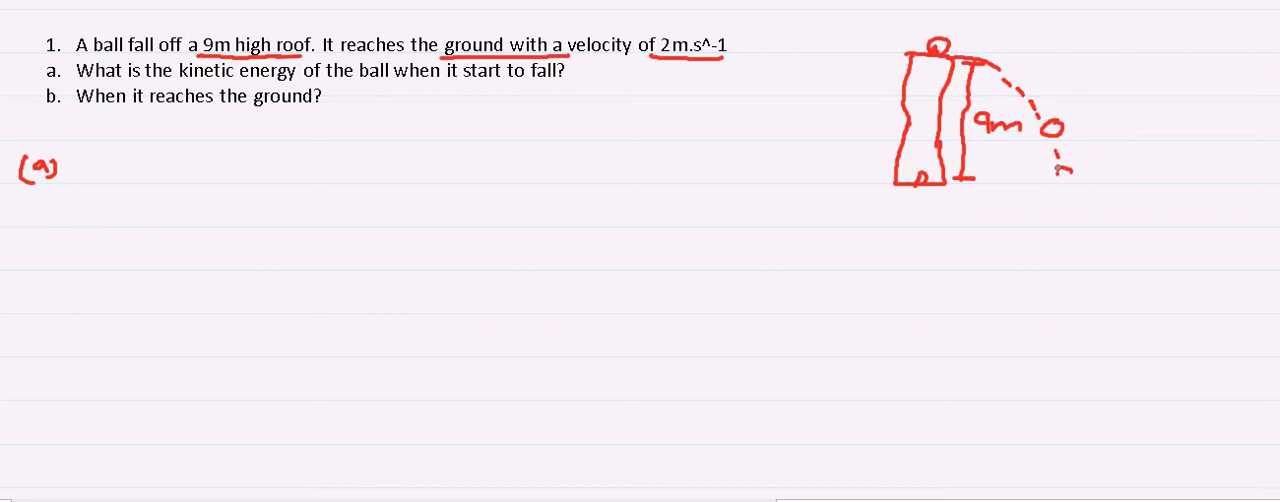 1. A ball fall off a 9m high roof. It reaches the ground with a velocity of 2m.s^-1
a. What is the kinetic energy of the ball when it start to fall?
b. When it reaches the ground?
9m
(a)